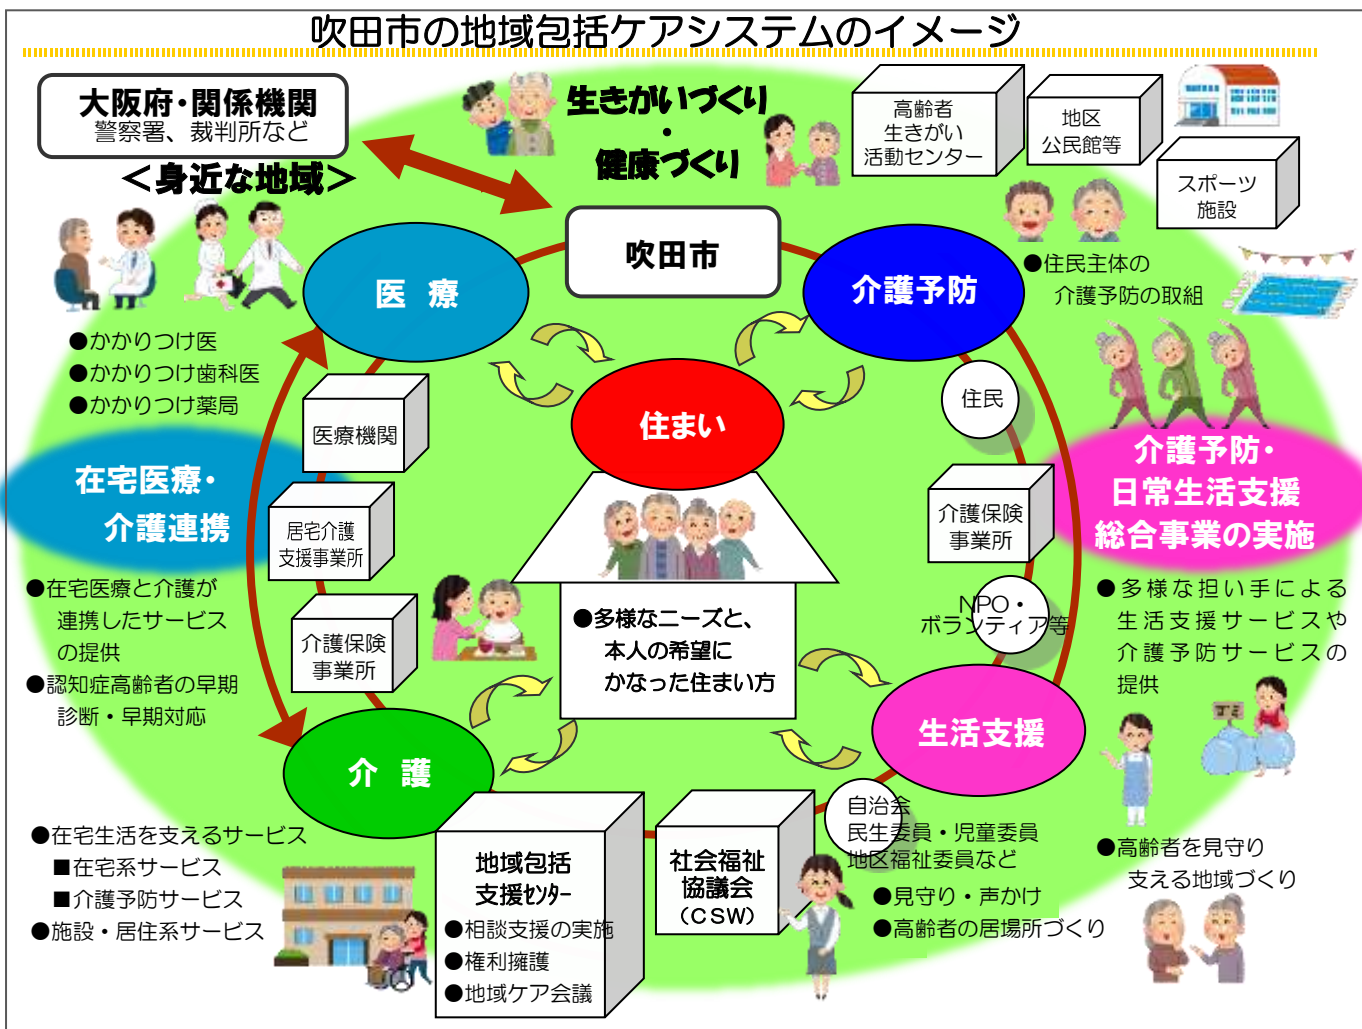 吹田市の地域包括ケアシステムのイメージ
大阪府・関係機関
警察署、裁判所など
＜身近な地域＞
生きがいづくり
・
健康づくり
高齢者
生きがい
活動センター
地区
公民館等
スポーツ
施設
吹田市
医 療
介護予防
●住民主体の
介護予防の取組
●かかりつけ医
●かかりつけ歯科医
●かかりつけ薬局
医療機関
住まい
住民
在宅医療・
介護連携
居宅介護
支援事業所
介護保険
事業所
介護予防・
日常生活支援
総合事業の実施
●在宅医療と介護が
連携したサービス
の提供
●認知症高齢者の早期
診断・早期対応
介護保険
事業所
●多様なニーズと、
本人の希望に
かなった住まい方
NPO・
ボランティア等
●多様な担い手による
生活支援サービスや
介護予防サービスの
提供
ゴミ
介 護
生活支援
●在宅生活を支えるサービス
■在宅系サービス
■介護予防サービス
●施設・居住系サービス
地域包括
支援ｾﾝﾀｰ
●相談支援の実施
●権利擁護
●地域ケア会議
社会福祉
協議会
（CSW）
自治会
民生委員・児童委員
地区福祉委員など
●見守り・声かけ
●高齢者の居場所づくり
●高齢者を見守り
支える地域づくり